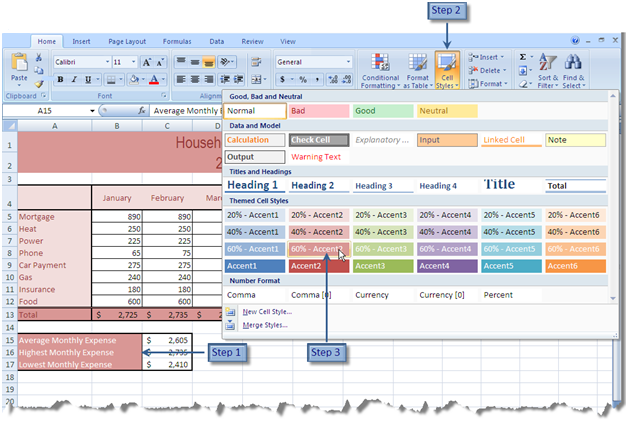 Step 2
Home Insert Page Layout Formulas Data Review View
Calibri 11 General
Paste Conditional Formatting Format as Table Cell Styles Insert Delete Format Sort & Filter Find & Select
Clipboard Font Alignment
A15 Average Monthly E
Good, Bad and Neutral
Normal Bad Good Neutral
Data and Model
Calculation Check Cell Explanatory ... Input Linked Cell Note
Output Warning Text
Titles and Headings
Heading 1 Heading 2 Heading 3 Heading 4 Title Total
Themed Cell Styles
20% - Accent1 20% - Accent2 20% - Accent3 20% - Accent4 20% - Accent5 20% - Accent6
40% - Accent1 40% - Accent2 40% - Accent3 40% - Accent4 40% - Accent5 40% - Accent6
60% - Accent1 60% - Accent2 60% - Accent3 60% - Accent4 60% - Accent5 60% - Accent6
Accent1 Accent2 Accent3 Accent4 Accent5 Accent6
Number Format
Comma Comma [0] Currency Currency [0] Percent
New Cell Style...
Merge Styles...
A B C D
1 Househ
2 2
4 January February Marc
5 Mortgage 890 890
6 Heat 250 250
7 Power 225 225
8 Phone 65 75
9 Car Payment 275 275
10 Gas 240 240
11 Insurance 180 180
12 Food 600 600
13 Total $ 2,725 $ 2,735 $
14
15 Average Monthly Expense $ 2,605
16 Highest Monthly Expense $ 2,735
17 Lowest Monthly Expense $ 2,410
18
19
20
Step 1
Step 3